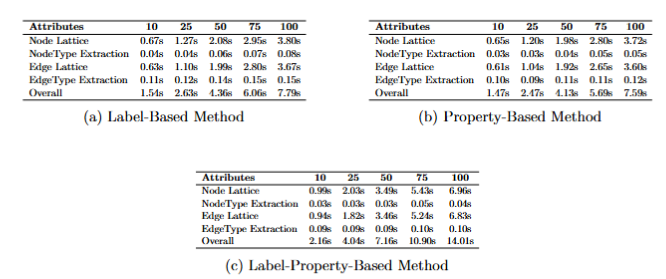 Attributes 10 25 50 75 100
Node Lattice 0.67s 1.27s 2.08s 2.95s 3.80s
NodeType Extraction 0.04s 0.04s 0.06s 0.07s 0.08s
Edge Lattice 0.63s 1.10s 1.99s 2.80s 3.67s
EdgeType Extraction 0.11s 0.12s 0.14s 0.15s 0.15s
Overall 1.54s 2.63s 4.36s 6.06s 7.79s
(a) Label-Based Method
Attributes 10 25 50 75 100
Node Lattice 0.65s 1.20s 1.98s 2.80s 3.72s
NodeType Extraction 0.03s 0.03s 0.04s 0.05s 0.05s
Edge Lattice 0.61s 1.04s 1.92s 2.65s 3.60s
EdgeType Extraction 0.10s 0.09s 0.11s 0.11s 0.12s
Overall 1.47s 2.47s 4.13s 5.69s 7.59s
(b) Property-Based Method
Attributes 10 25 50 75 100
Node Lattice 0.99s 2.03s 3.49s 5.43s 6.96s
NodeType Extraction 0.03s 0.03s 0.03s 0.05s 0.04s
Edge Lattice 0.94s 1.82s 3.46s 5.24s 6.83s
EdgeType Extraction 0.09s 0.09s 0.09s 0.10s 0.10s
Overall 2.16s 4.04s 7.16s 10.90s 14.01s
(c) Label-Property-Based Method